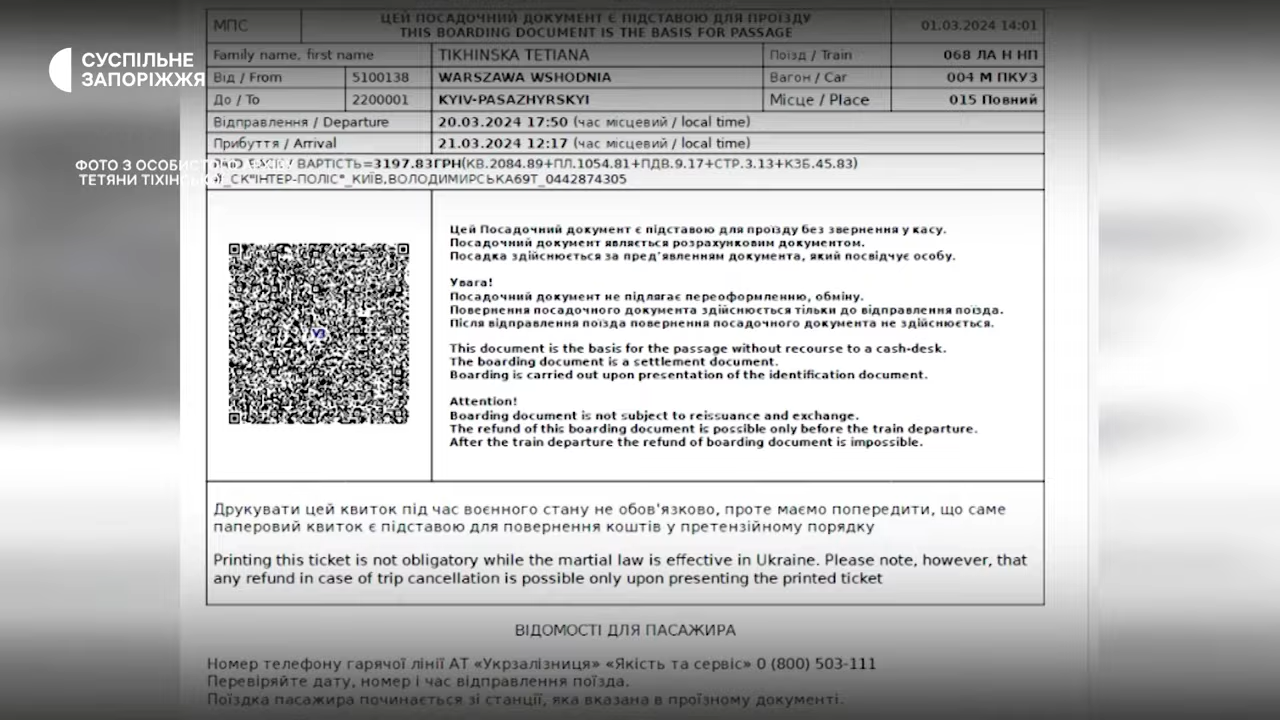 СУСПІЛЬНЕ
ЗАПОРІЖЖЯ
ФОТО З ОСОБИСТОГО АРХІВУ
ТЕТЯНИ ТІХІНСЬКОЇ
МПС
ЦЕЙ ПОСАДОЧНИЙ ДОКУМЕНТ Є ПІДСТАВОЮ ДЛЯ ПРОЇЗДУ
THIS BOARDING DOCUMENT IS THE BASIS FOR PASSAGE
01.03.2024 14:01
Family name, first name TIKHINSKA TETIANA Поїзд / Train 068 ЛА Н НП
Від / From 5100138 WARSZAWA WSHODNIA Вагон / Car 004 М ПКУЗ
До / To 2200001 KYIV-PASAZHYRSKYI Місце / Place 015 Повний
Відправлення / Departure 20.03.2024 17:50 (час місцевий / local time)
Прибуття / Arrival 21.03.2024 12:17 (час місцевий / local time)
ВАРТІСТЬ=3197.83ГРН(КВ.2084.89+ПЛ.1054.81+ПДВ.9.17+СТР.3.13+КЗБ.45.83)
_СК"ІНТЕР-ПОЛІС"_КИЇВ,ВОЛОДИМИРСЬКА69Т_0442874305
Цей Посадочний документ є підставою для проїзду без звернення у касу.
Посадочний документ являється розрахунковим документом.
Посадка здійснюється за пред’явленням документа, який посвідчує особу.
Увага!
Посадочний документ не підлягає переоформленню, обміну.
Повернення посадочного документа здійснюється тільки до відправлення поїзда.
Після відправлення поїзда повернення посадочного документа не здійснюється.
This document is the basis for the passage without recourse to a cash-desk.
The boarding document is a settlement document.
Boarding is carried out upon presentation of the identification document.
Attention!
Boarding document is not subject to reissuance and exchange.
The refund of this boarding document is possible only before the train departure.
After the train departure the refund of boarding document is impossible.
Друкувати цей квиток під час воєнного стану не обов'язково, проте маємо попередити, що саме
паперовий квиток є підставою для повернення коштів у претензійному порядку
Printing this ticket is not obligatory while the martial law is effective in Ukraine. Please note, however, that
any refund in case of trip cancellation is possible only upon presenting the printed ticket
ВІДОМОСТІ ДЛЯ ПАСАЖИРА
Номер телефону гарячої лінії АТ «Укрзалізниця» «Якість та сервіс» 0 (800) 503-111
Перевіряйте дату, номер і час відправлення поїзда.
Поїздка пасажира починається зі станції, яка вказана в проїзному документі.